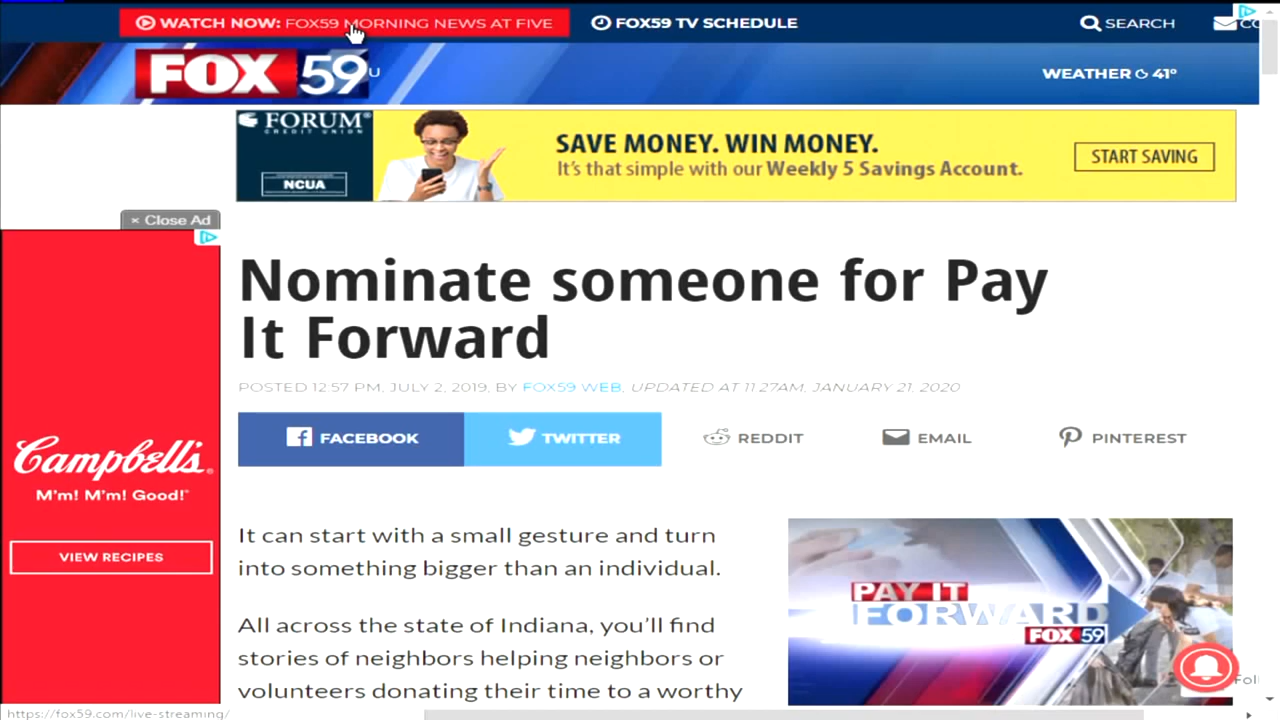 WATCH NOW: FOX59 MORNING NEWS AT FIVE
FOX59 TV SCHEDULE
SEARCH
FOX 59
WEATHER 41°
FORUM®
CREDIT UNION
NCUA
SAVE MONEY. WIN MONEY.
It's that simple with our Weekly 5 Savings Account.
START SAVING
× Close Ad
Campbell's®
M'm! M'm! Good!®
VIEW RECIPES
Nominate someone for Pay
It Forward
POSTED 12:57 PM, JULY 2, 2019, BY FOX59 WEB, UPDATED AT 11:27AM, JANUARY 21, 2020
FACEBOOK
TWITTER
REDDIT
EMAIL
PINTEREST
It can start with a small gesture and turn
into something bigger than an individual.
All across the state of Indiana, you'll find
stories of neighbors helping neighbors or
volunteers donating their time to a worthy
PAY IT
FORWARD
FOX 59
https://fox59.com/live-streaming/